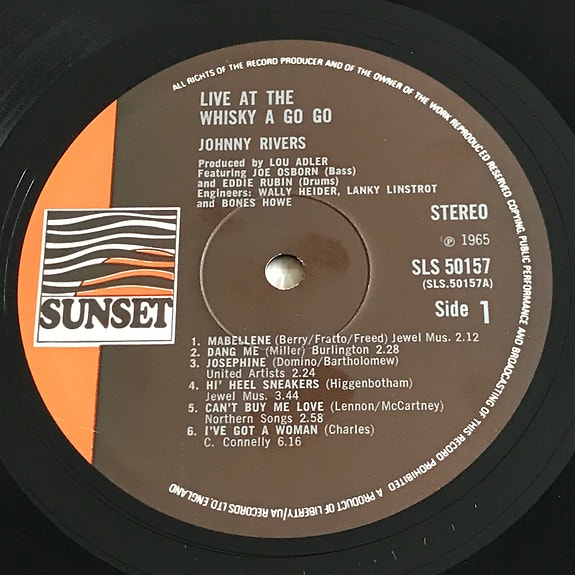 ALL RIGHTS OF THE RECORD PRODUCER AND OF THE OWNER OF THE WORK REPRODUCED RESERVED COPYING, PUBLIC PERFORMANCE AND BROADCASTING OF THIS RECORD PROHIBITED
LIVE AT THE
WHISKY A GO GO
JOHNNY RIVERS
Produced by LOU ADLER
Featuring JOE OSBORN (Bass)
and EDDIE RUBIN (Drums)
Engineers: WALLY HEIDER, LANKY LINSTROT
and BONES HOWE
STEREO
℗ 1965
SLS 50157
(SLS.50157A)
Side 1
SUNSET
1. MABELLENE (Berry/Fratto/Freed) Jewel Mus. 2.12
2. DANG ME (Miller) Burlington 2.28
3. JOSEPHINE (Domino/Bartholomew)
United Artists 2.24
4. HI' HEEL SNEAKERS (Higgenbotham)
Jewel Mus. 3.44
5. CAN'T BUY ME LOVE (Lennon/McCartney)
Northern Songs 2.58
6. I'VE GOT A WOMAN (Charles)
C. Connelly 6.16
A PRODUCT OF LIBERTY/UA RECORDS LTD., ENGLAND